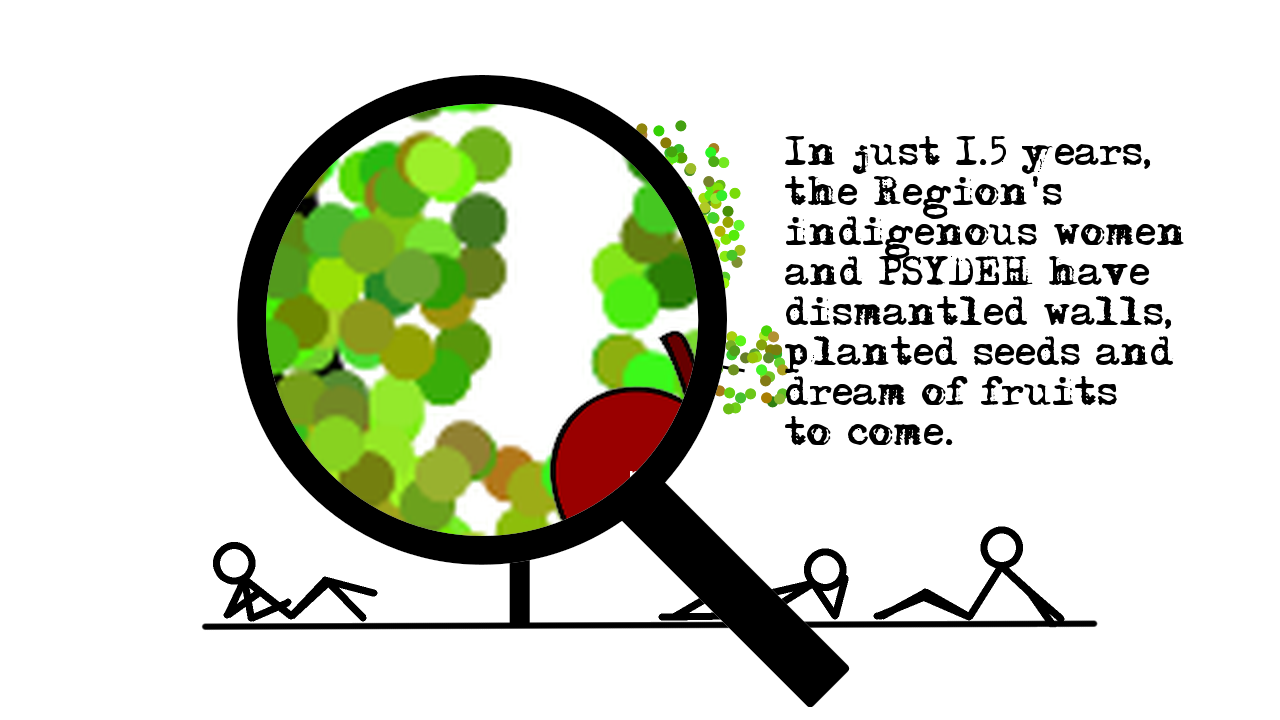 In just 1.5 years,
the Region's
indigenous women
and PSYDEH have
dismantled walls,
planted seeds and
dream of fruits
to come.